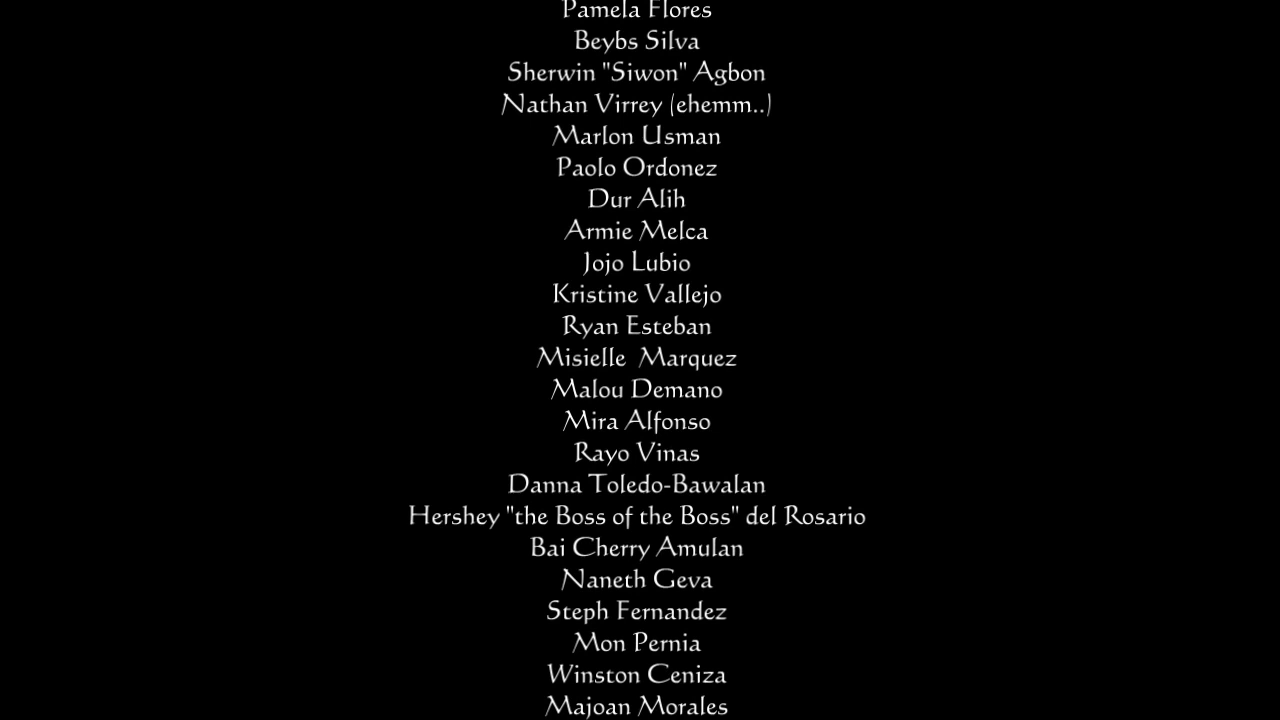 Pamela Flores
Beybs Silva
Sherwin "Siwon" Agbon
Nathan Virrey (ehemm..)
Marlon Usman
Paolo Ordonez
Dur Alih
Armie Melca
Jojo Lubio
Kristine Vallejo
Ryan Esteban
Misielle  Marquez
Malou Demano
Mira Alfonso
Rayo Vinas
Danna Toledo-Bawalan
Hershey "the Boss of the Boss" del Rosario
Bai Cherry Amulan
Naneth Geva
Steph Fernandez
Mon Pernia
Winston Ceniza
Majoan Morales